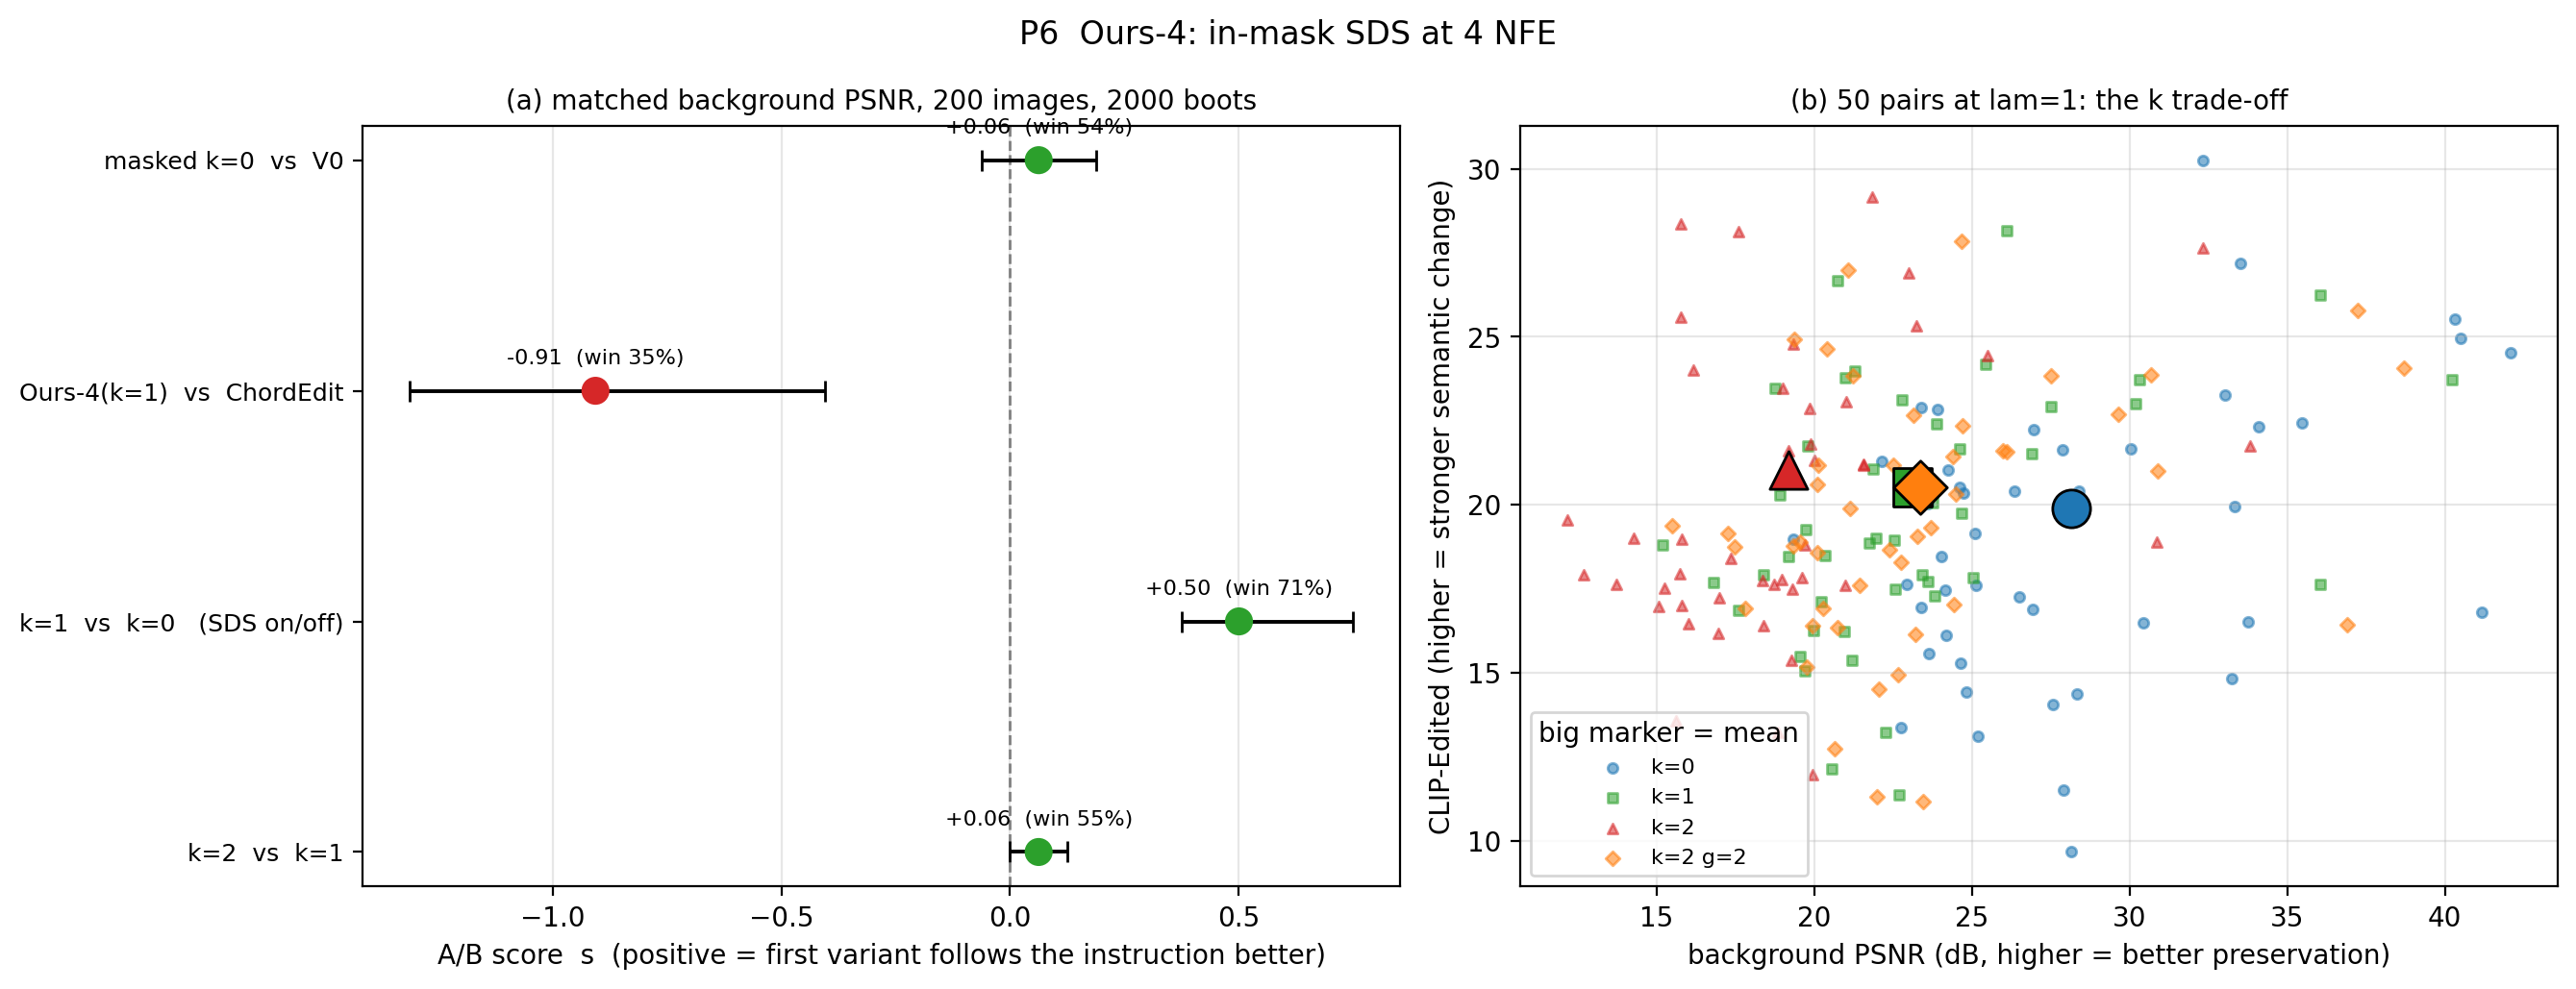 P6  Ours-4: in-mask SDS at 4 NFE
(a) matched background PSNR, 200 images, 2000 boots
+0.06  (win 54%)
masked k=0  vs  V0
-0.91  (win 35%)
Ours-4(k=1)  vs  ChordEdit
+0.50  (win 71%)
k=1  vs  k=0   (SDS on/off)
+0.06  (win 55%)
k=2  vs  k=1
−1.0
−0.5
0.0
0.5
A/B score  s  (positive = first variant follows the instruction better)
(b) 50 pairs at lam=1: the k trade-off
CLIP-Edited (higher = stronger semantic change)
30
25
20
15
10
big marker = mean
k=0
k=1
k=2
k=2 g=2
15
20
25
30
35
40
background PSNR (dB, higher = better preservation)